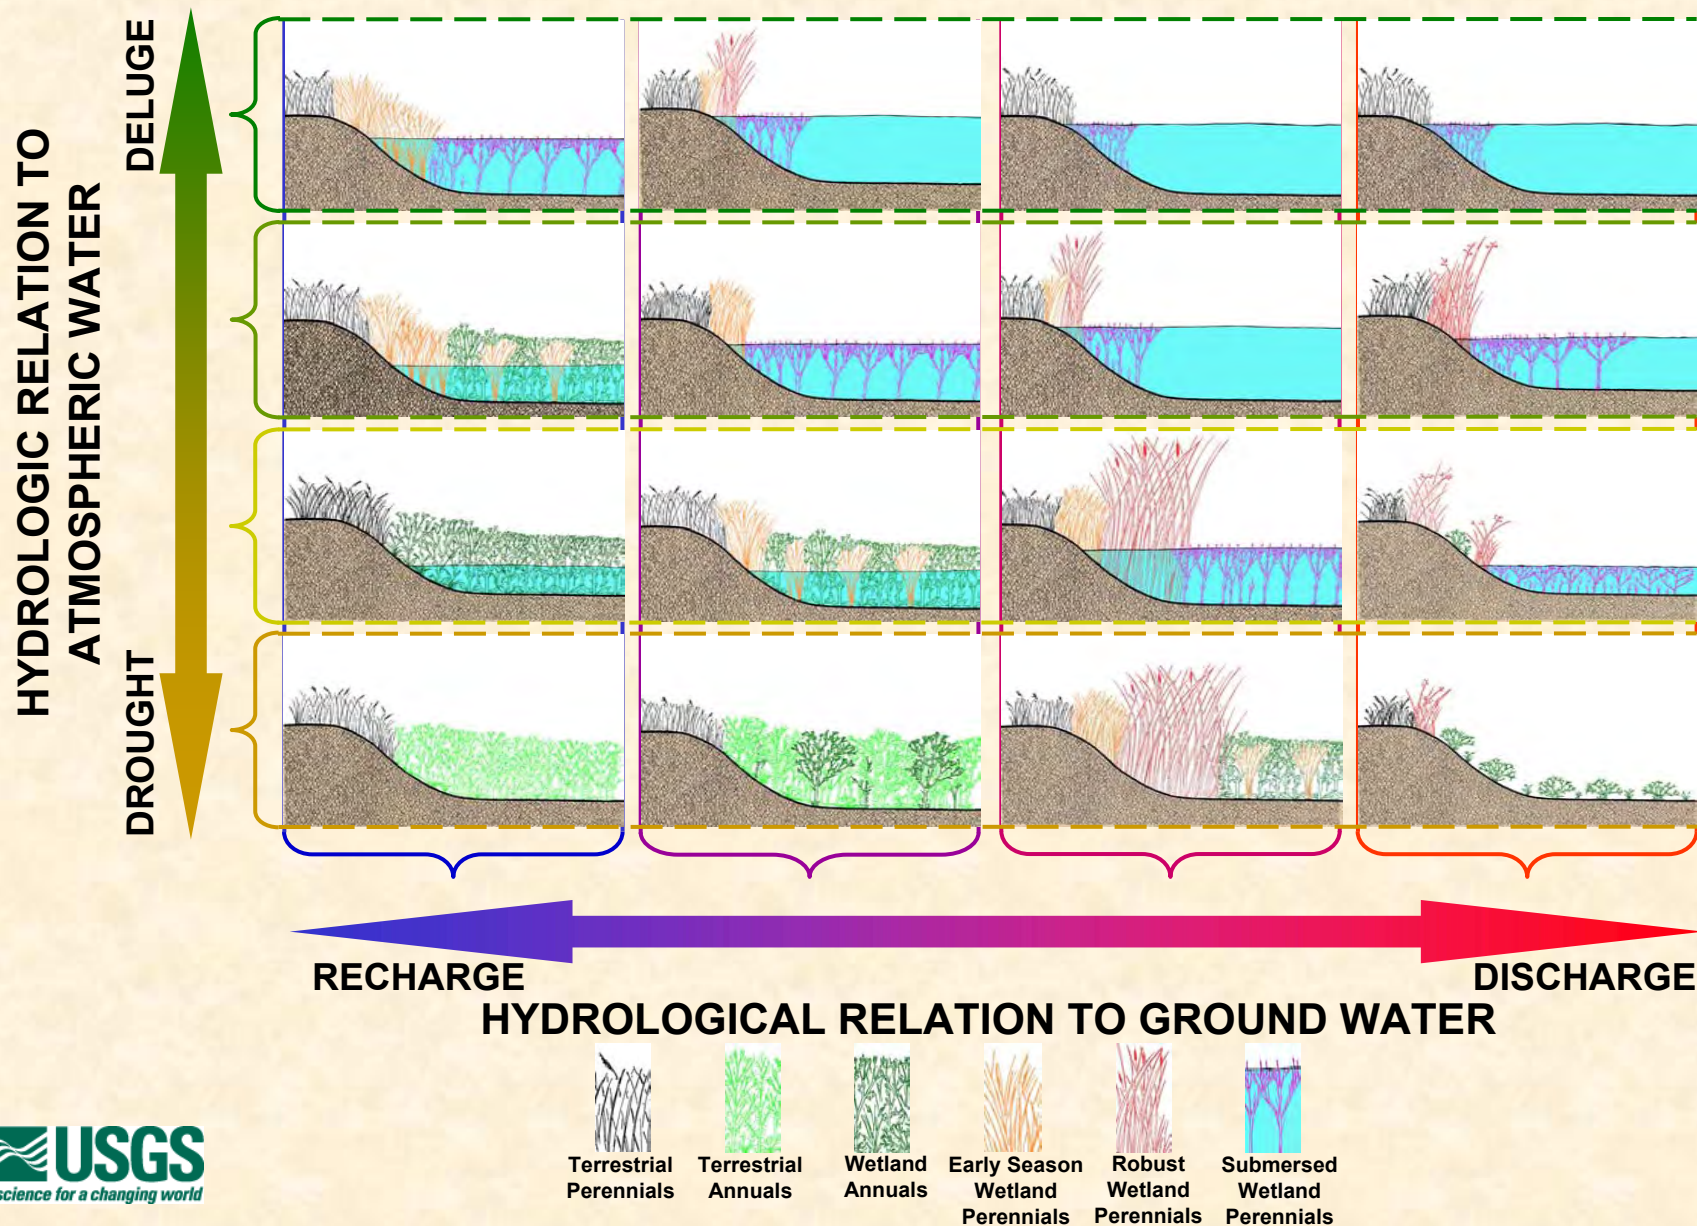 HYDROLOGIC RELATION TO
ATMOSPHERIC WATER
DELUGE
DROUGHT
RECHARGE
DISCHARGE
HYDROLOGICAL RELATION TO GROUND WATER
Terrestrial
Perennials
Terrestrial
Annuals
Wetland
Annuals
Early Season
Wetland
Perennials
Robust
Wetland
Perennials
Submersed
Wetland
Perennials
USGS
science for a changing world